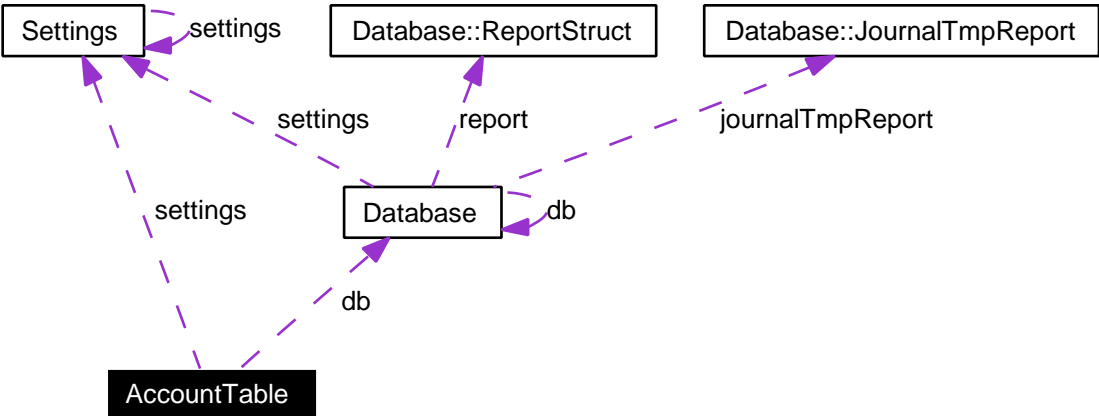 Settings
settings
Database::ReportStruct
Database::JournalTmpReport
settings
report
journalTmpReport
settings
Database
db
db
AccountTable